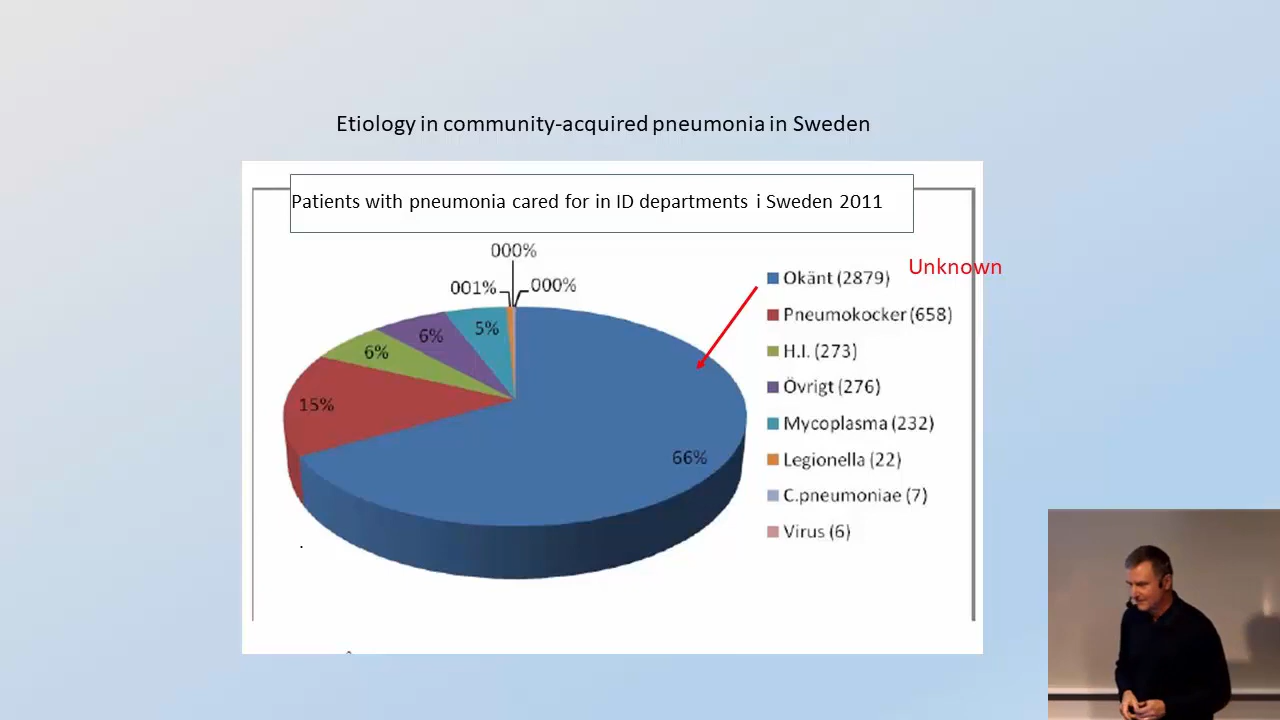 Etiology in community-acquired pneumonia in Sweden
Patients with pneumonia cared for in ID departments i Sweden 2011
000%
001%
000%
5%
6%
6%
15%
66%
Unknown
Okänt (2879)
Pneumokocker (658)
H.I. (273)
Övrigt (276)
Mycoplasma (232)
Legionella (22)
C.pneumoniae (7)
Virus (6)